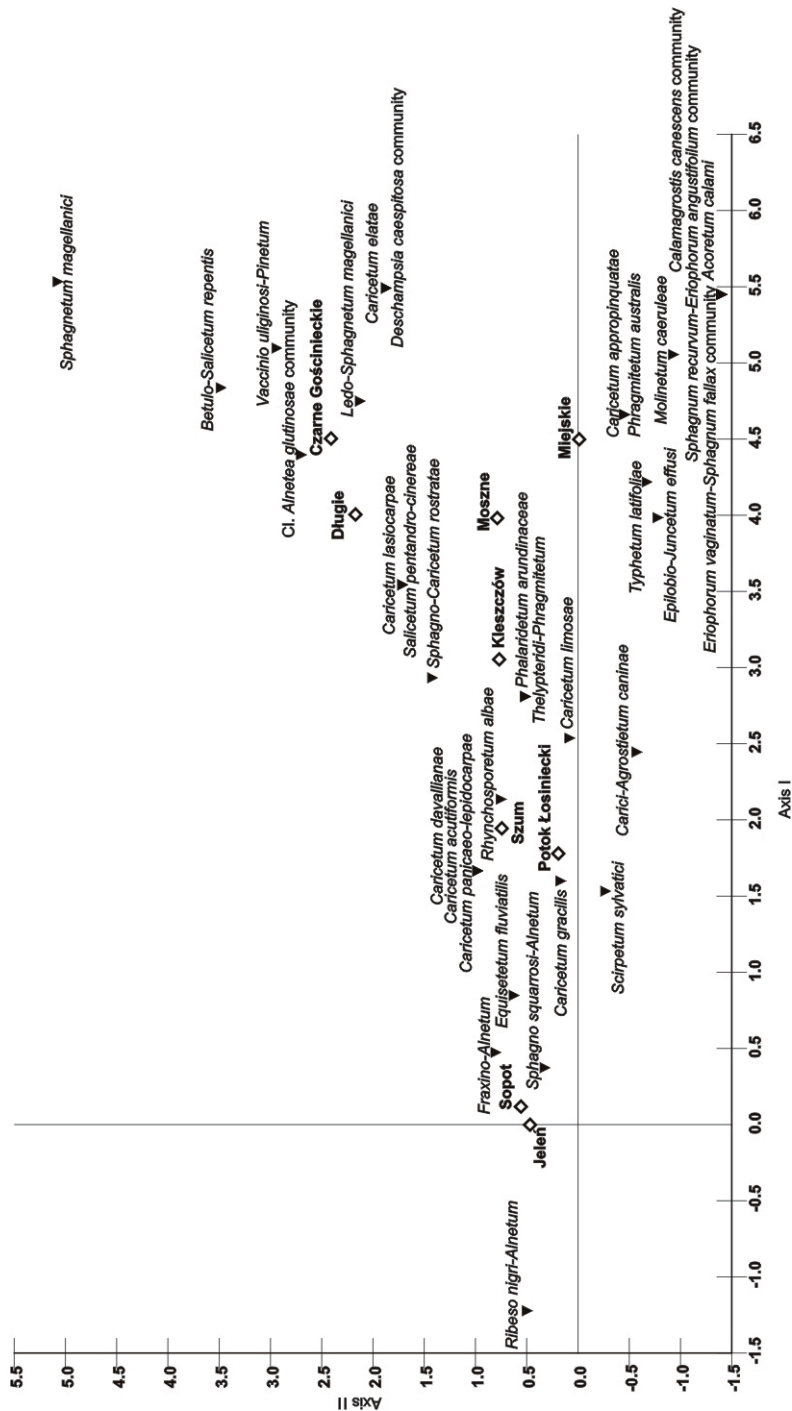 Sphagnetum magellanici
Betulo-Salicetum repentis
Vaccinio uliginosi-Pinetum
Cl. Alnetea glutinosae community
Czarne Gościnieckie
Ledo-Sphagnetum magellanici
Caricetum elatae
Deschampsia caespitosa community
Długie
Caricetum lasiocarpae
Salicetum pentandro-cinereae
Sphagno-Caricetum rostratae
Moszne
Kleszczów
Phalaridetum arundinaceae
Thelypteridi-Phragmitetum
Caricetum limosae
Miejskie
Caricetum davallianae
Caricetum acutiformis
Caricetum panicaeo-lepidocarpae
Rhynchosporetum albae
Szum
Potok Łosiniecki
Equisetetum fluviatilis
Fraxino-Alnetum
Sphagno squarrosi-Alnetum
Caricetum gracilis
Sopot
Jeleń
Ribeso nigri-Alnetum
Scirpetum sylvatici
Carici-Agrostietum caninae
Caricetum appropinquatae
Phragmitetum australis
Typhetum latifoliae
Epilobio-Juncetum effusi
Molinetum caeruleae
Calamagrostis canescens community
Sphagnum recurvum-Eriophorum angustifoilum community
Eriophorum vaginatum-Sphagnum fallax community
Acoretum calami
Axis II
5.5
5.0
4.5
4.0
3.5
3.0
2.5
2.0
1.5
1.0
0.5
0.0
-0.5
-1.0
-1.5
-1.5
-1.0
-0.5
0.0
0.5
1.0
1.5
2.0
2.5
3.0
3.5
4.0
4.5
5.0
5.5
6.0
6.5
Axis I